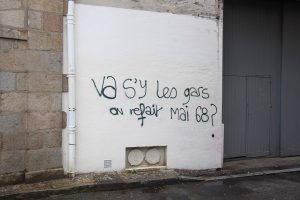 va s'y les gars
on refait mai 68?